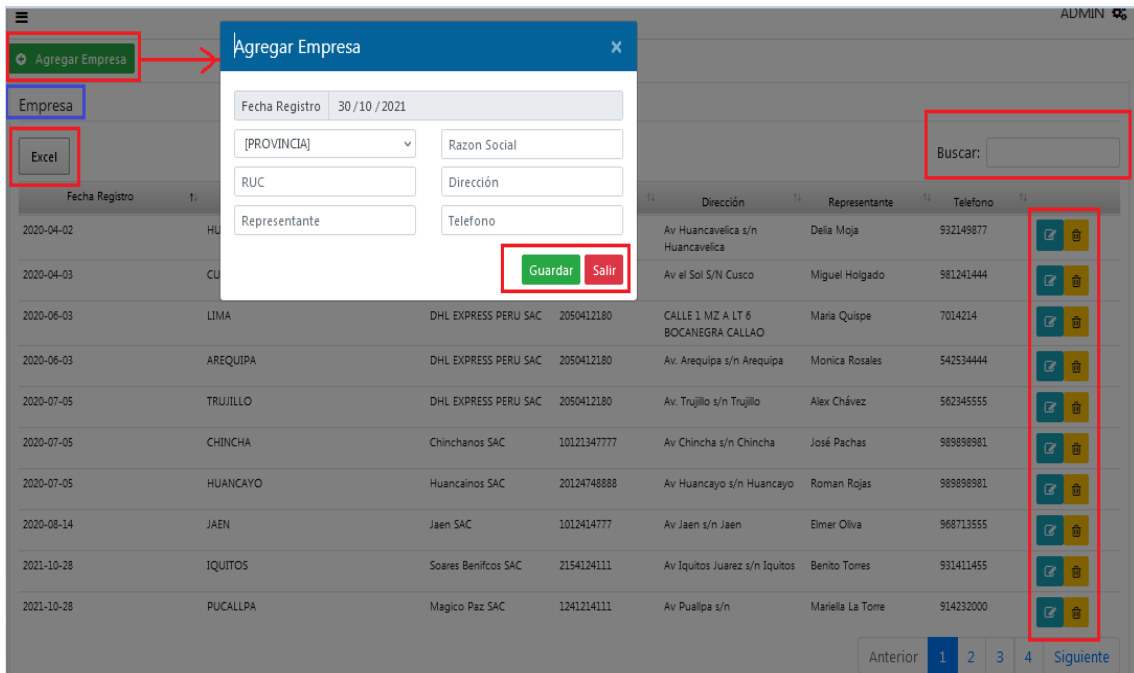 ADMIN
Agregar Empresa
Agregar Empresa ×
Empresa
Fecha Registro 30/10/2021
[PROVINCIA] Razon Social
RUC Dirección
Representante Telefono
Guardar Salir
Excel
Buscar:
Fecha Registro Dirección Representante Telefono
2020-04-02 HU Av Huancavelica s/n Huancavelica Delia Moja 932149877
2020-04-03 CU Av el Sol S/N Cusco Miguel Holgado 981241444
2020-06-03 LIMA DHL EXPRESS PERU SAC 2050412180 CALLE 1 MZ A LT 6 BOCANEGRA CALLAO Maria Quispe 7014214
2020-06-03 AREQUIPA DHL EXPRESS PERU SAC 2050412180 Av. Arequipa s/n Arequipa Monica Rosales 542534444
2020-07-05 TRUJILLO DHL EXPRESS PERU SAC 2050412180 Av. Trujillo s/n Trujillo Alex Chávez 562345555
2020-07-05 CHINCHA Chinchanos SAC 10121347777 Av Chincha s/n Chincha José Pachas 989898981
2020-07-05 HUANCAYO Huancainos SAC 20124748888 Av Huancayo s/n Huancayo Roman Rojas 989898981
2020-08-14 JAEN Jaen SAC 1012414777 Av Jaen s/n Jaen Elmer Oliva 968713555
2021-10-28 IQUITOS Soares Benifcos SAC 2154124111 Av Iquitos Juarez s/n Iquitos Benito Torres 931411455
2021-10-28 PUCALLPA Magico Paz SAC 1241214111 Av Puallpa s/n Mariella La Torre 914232000
Anterior 1 2 3 4 Siguiente